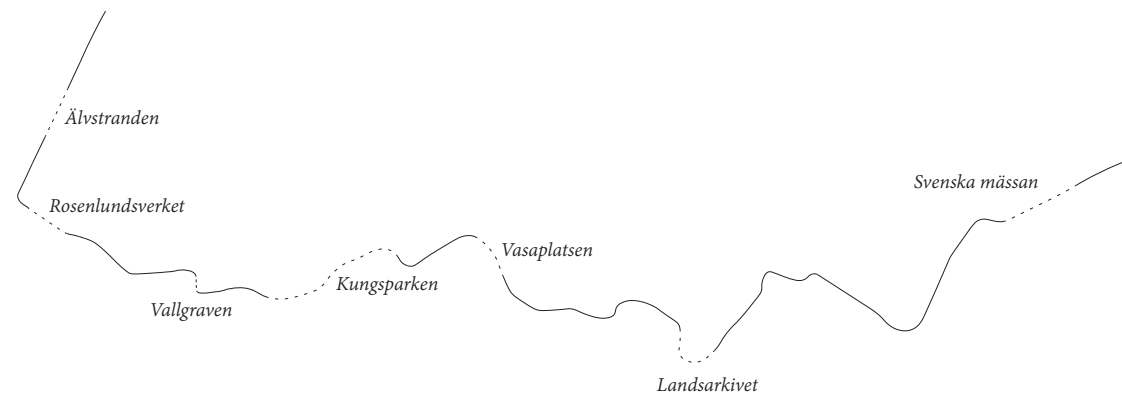 Älvstranden
Rosenlundsverket
Vallgraven
Kungsparken
Vasaplatsen
Landsarkivet
Svenska mässan